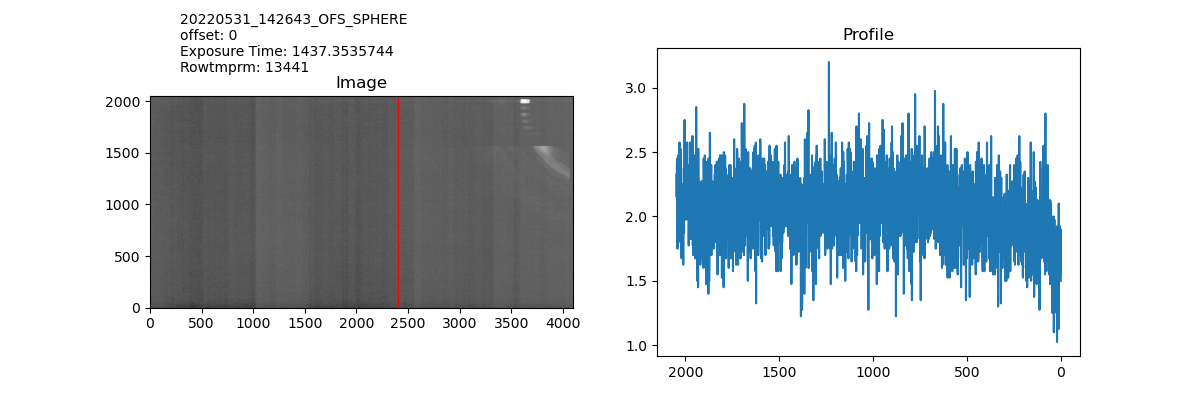 20220531_142643_OFS_SPHERE
offset: 0
Exposure Time: 1437.3535744
Rowtmprm: 13441
Image
2000
1500
1000
500
0
0 500 1000 1500 2000 2500 3000 3500 4000
Profile
3.0
2.5
2.0
1.5
1.0
2000 1500 1000 500 0